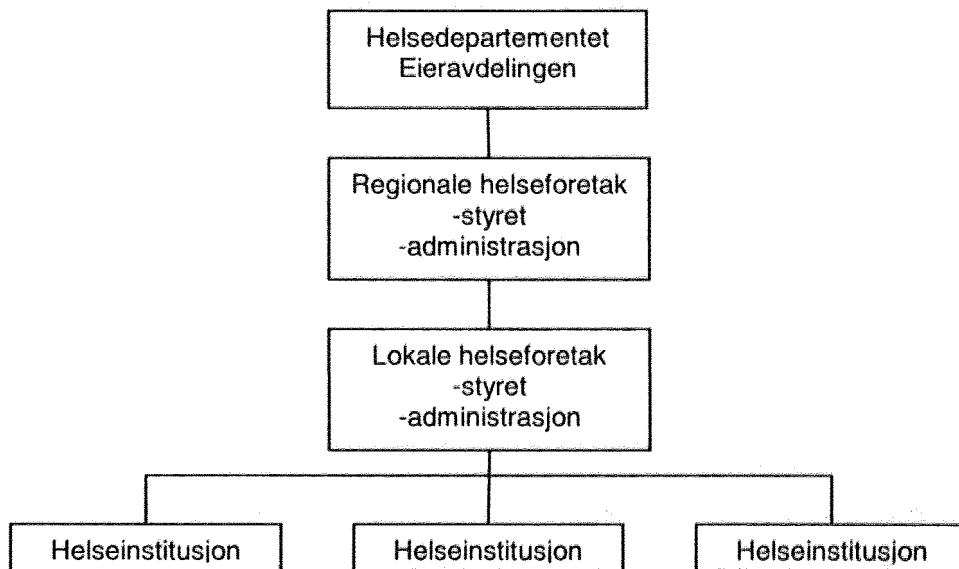 Helsedepartementet
Eieravdelingen
Regionale helseforetak
-styret
-administrasjon
Lokale helseforetak
-styret
-administrasjon
Helseinstitusjon
Helseinstitusjon
Helseinstitusjon